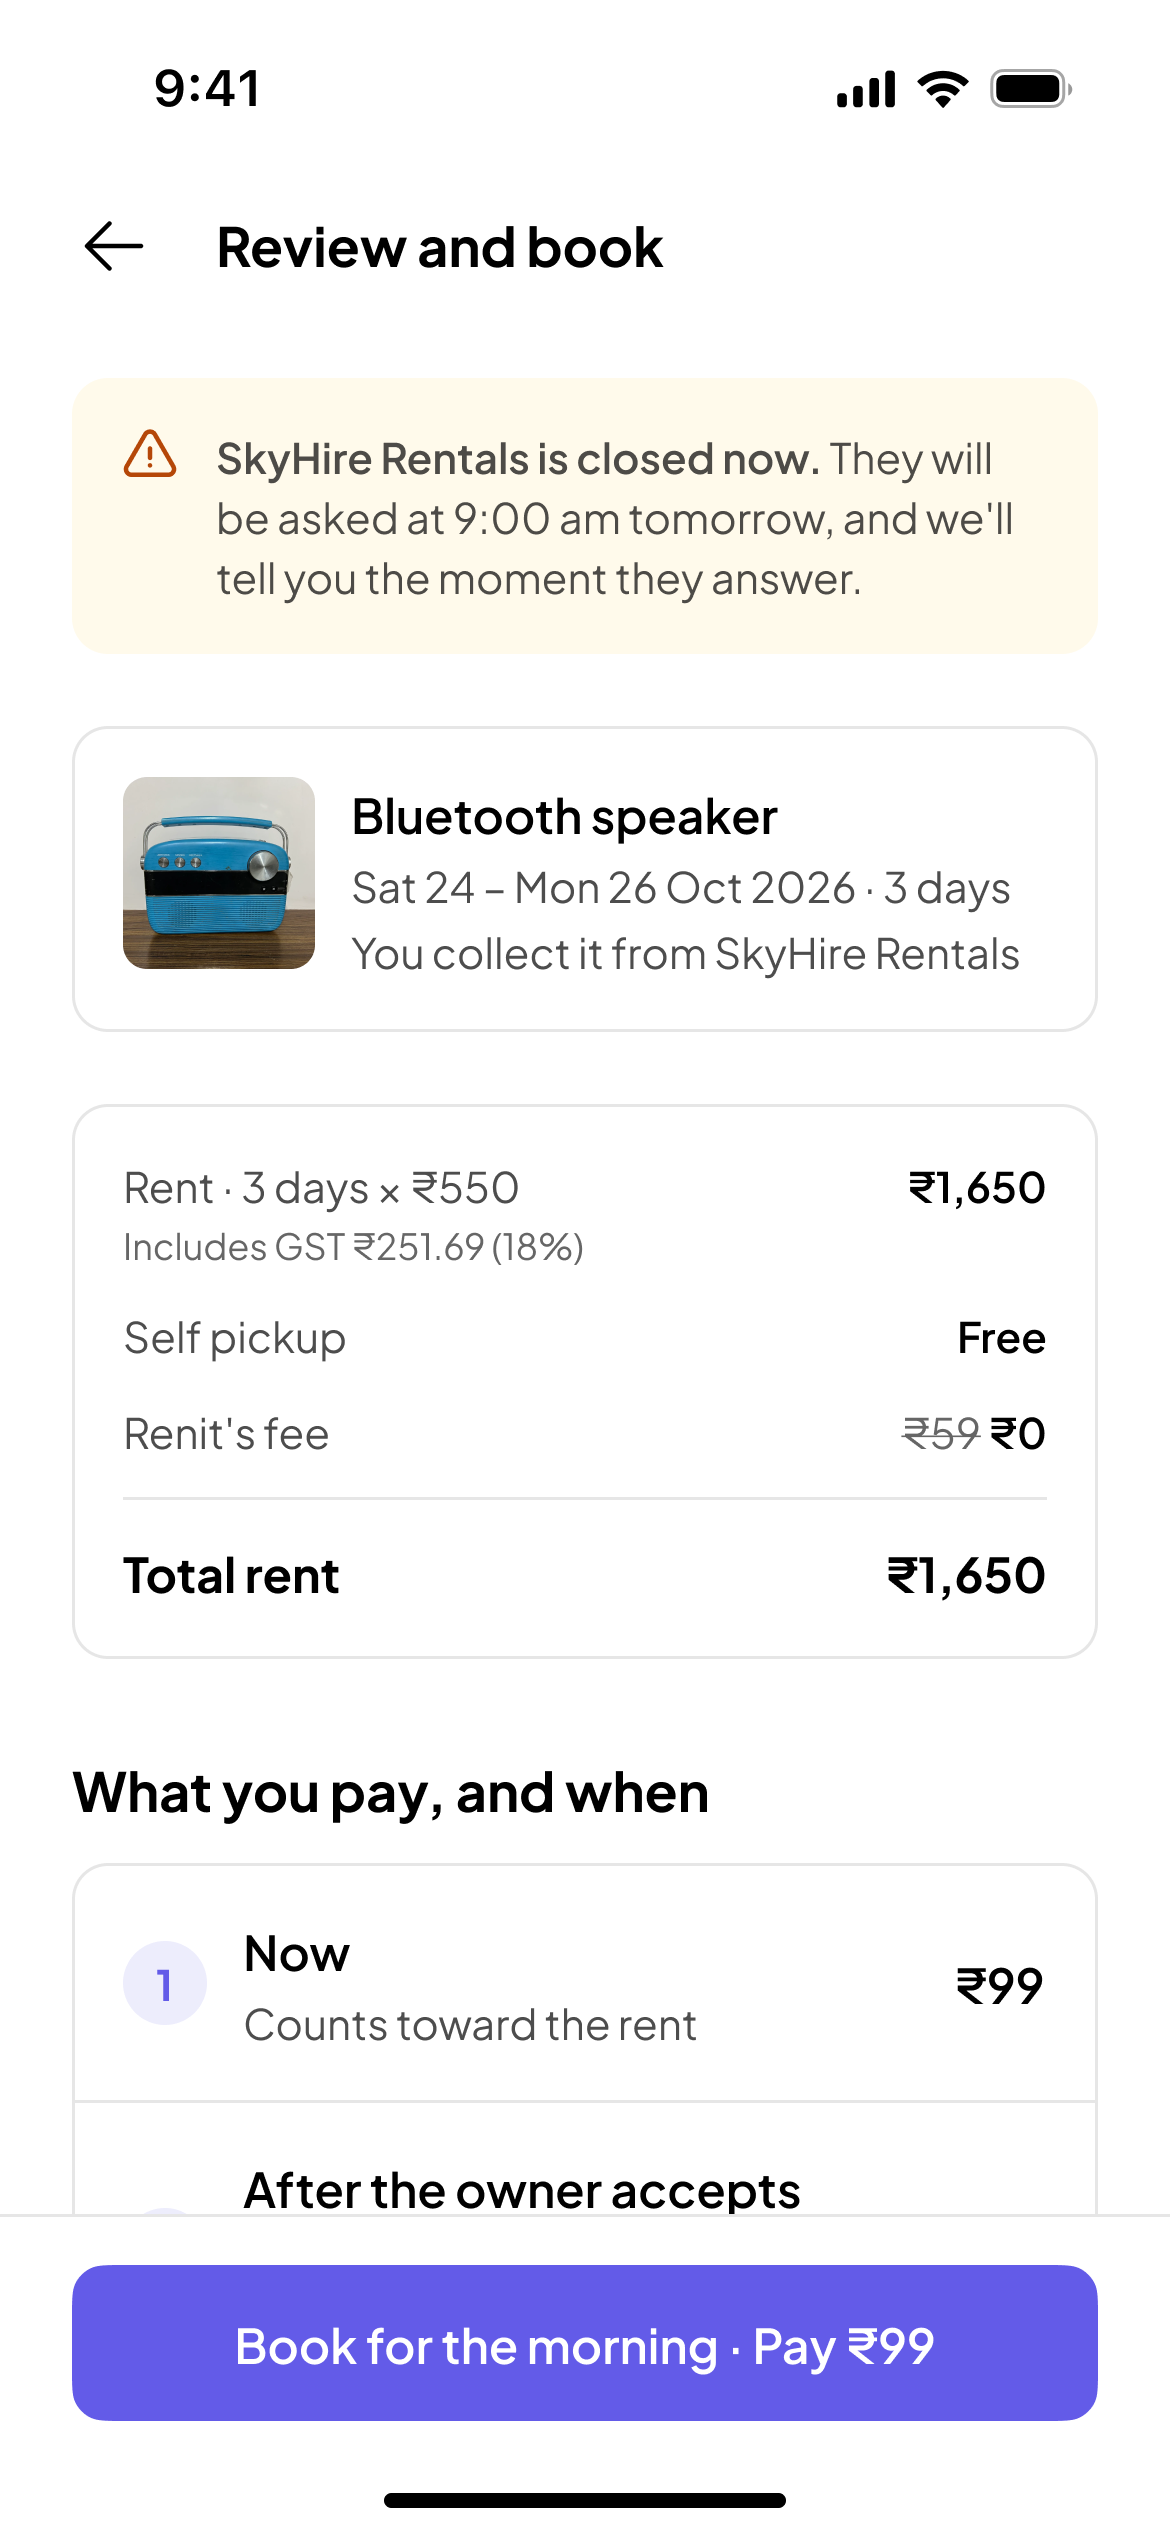 9:41
Review and book
SkyHire Rentals is closed now. They will
be asked at 9:00 am tomorrow, and we'll
tell you the moment they answer.
Bluetooth speaker
Sat 24 – Mon 26 Oct 2026 · 3 days
You collect it from SkyHire Rentals
Rent · 3 days × ₹550 ₹1,650
Includes GST ₹251.69 (18%)
Self pickup Free
Renit's fee ₹59 ₹0
Total rent ₹1,650
What you pay, and when
1 Now ₹99
Counts toward the rent
After the owner accepts
Book for the morning · Pay ₹99